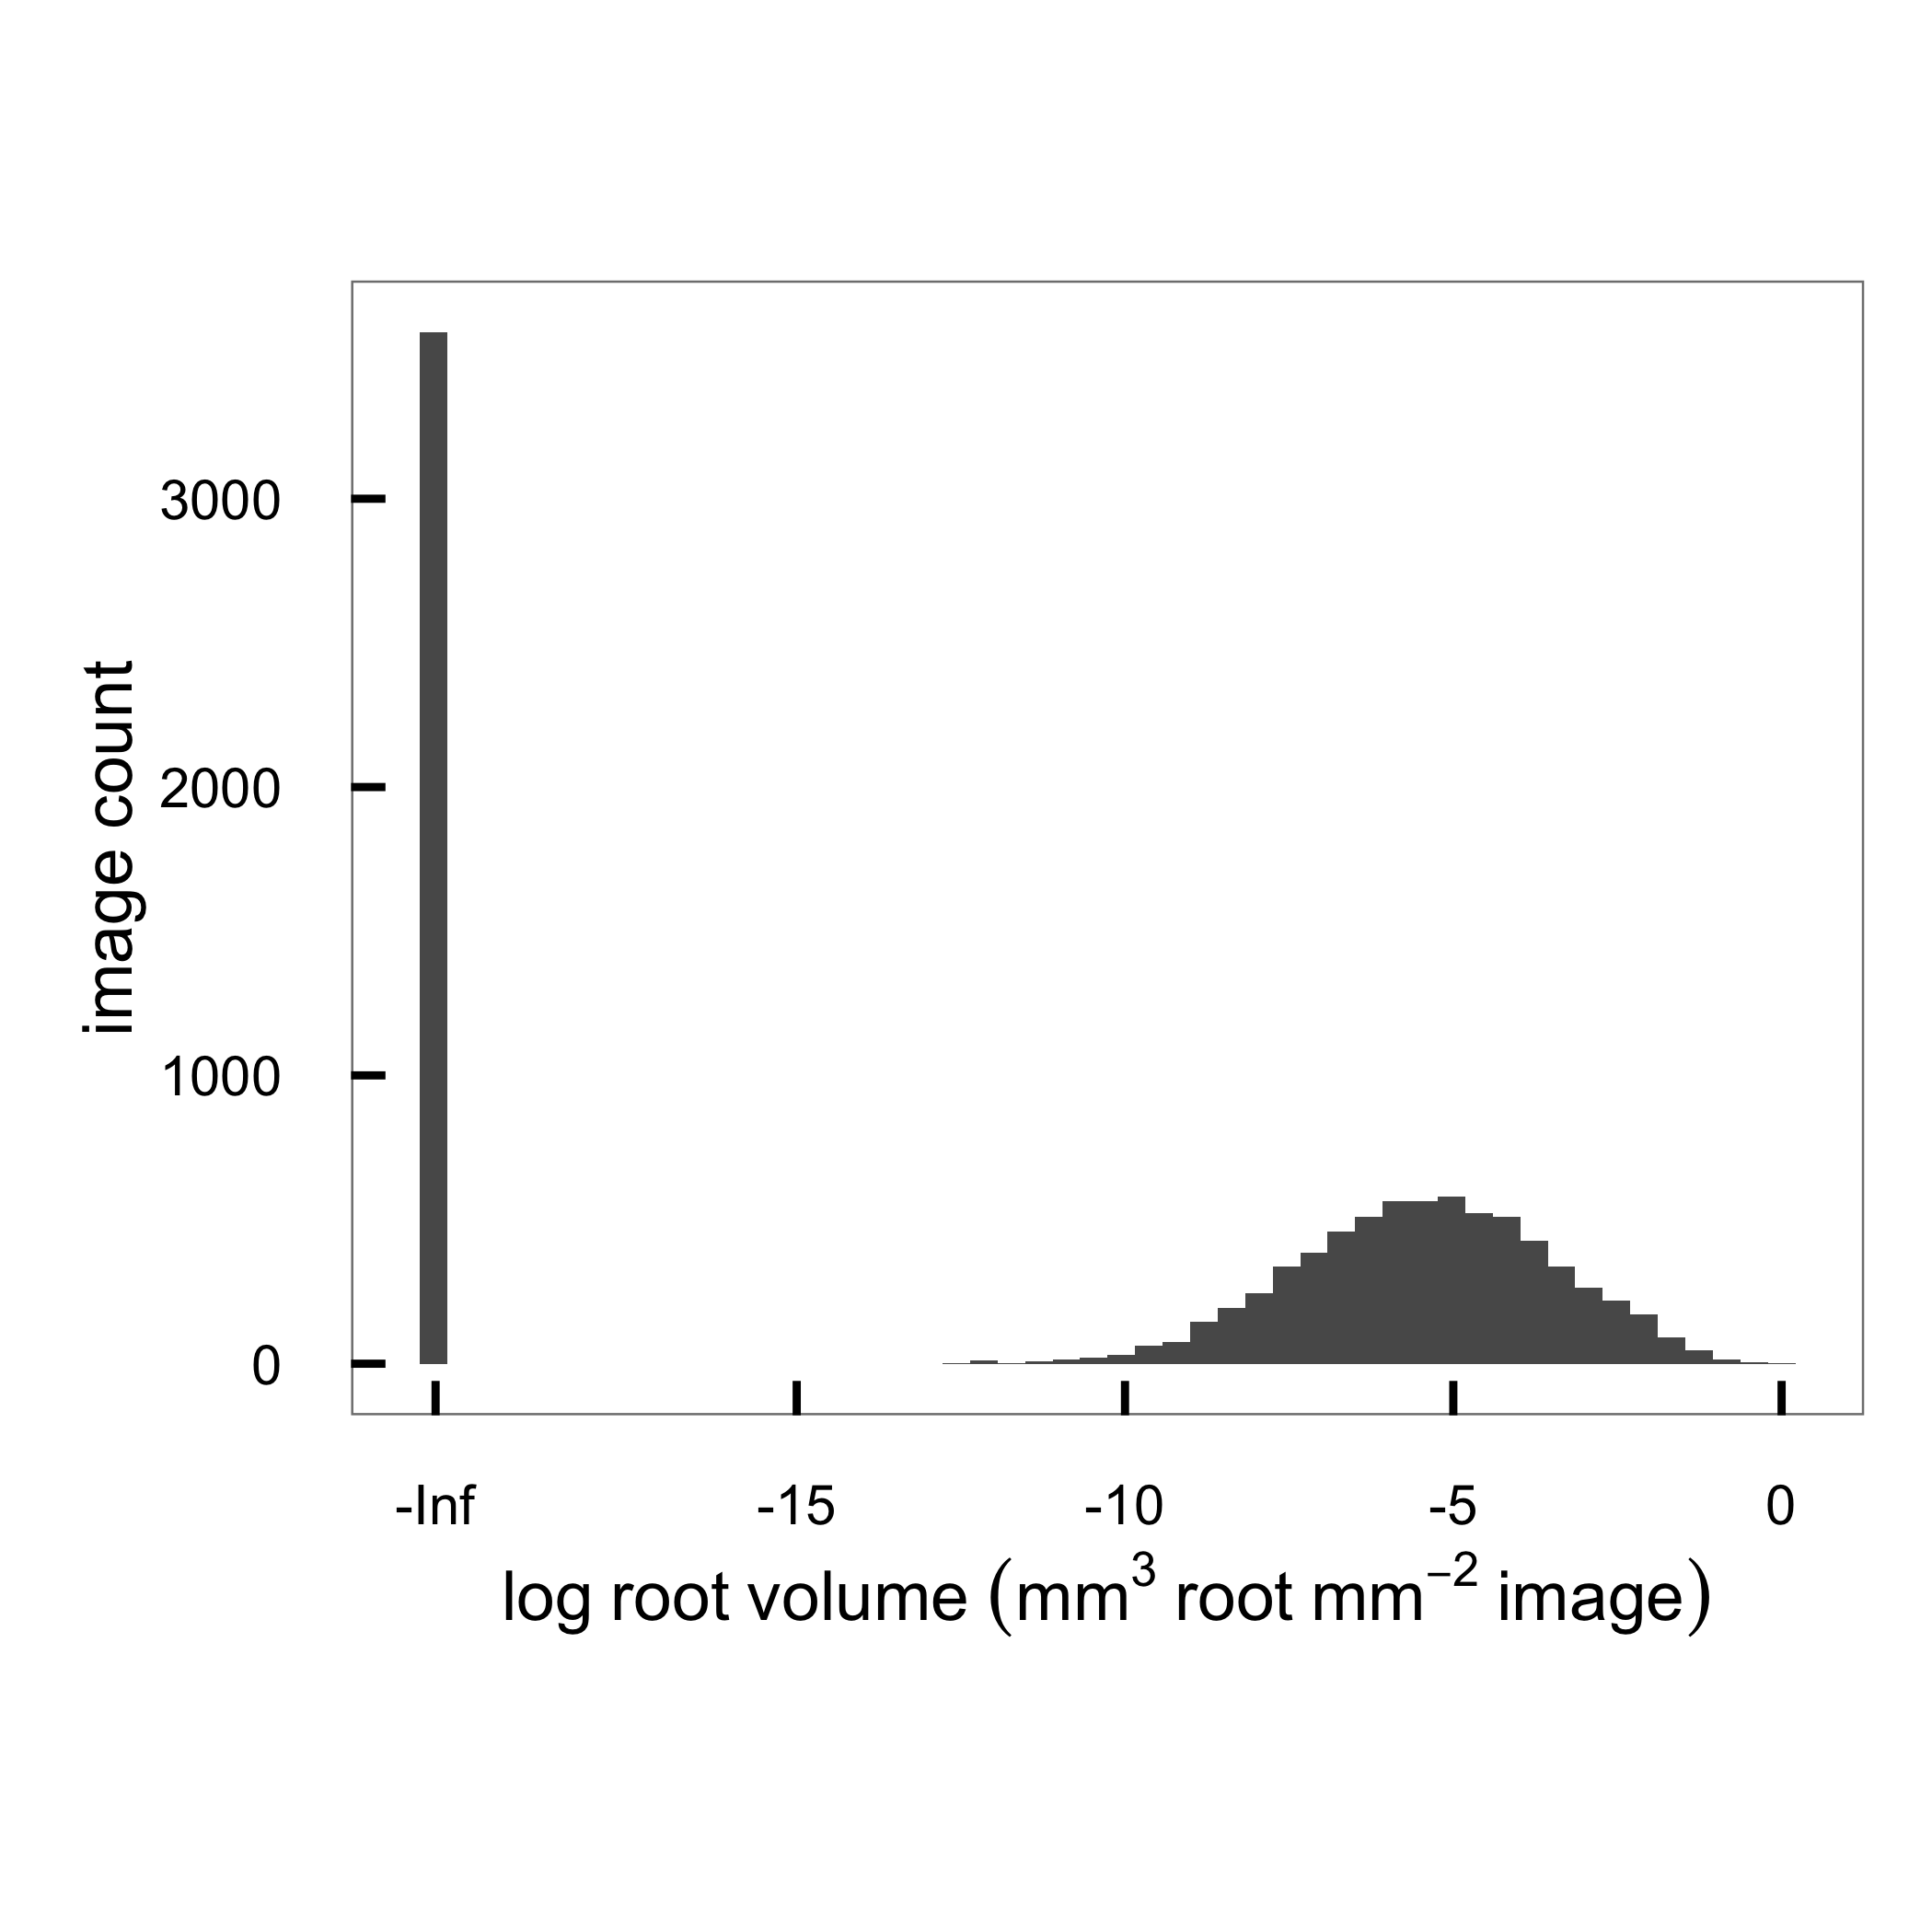 3000
2000
1000
0
image count
-Inf -15 -10 -5 0
log root volume (mm³ root mm⁻² image)